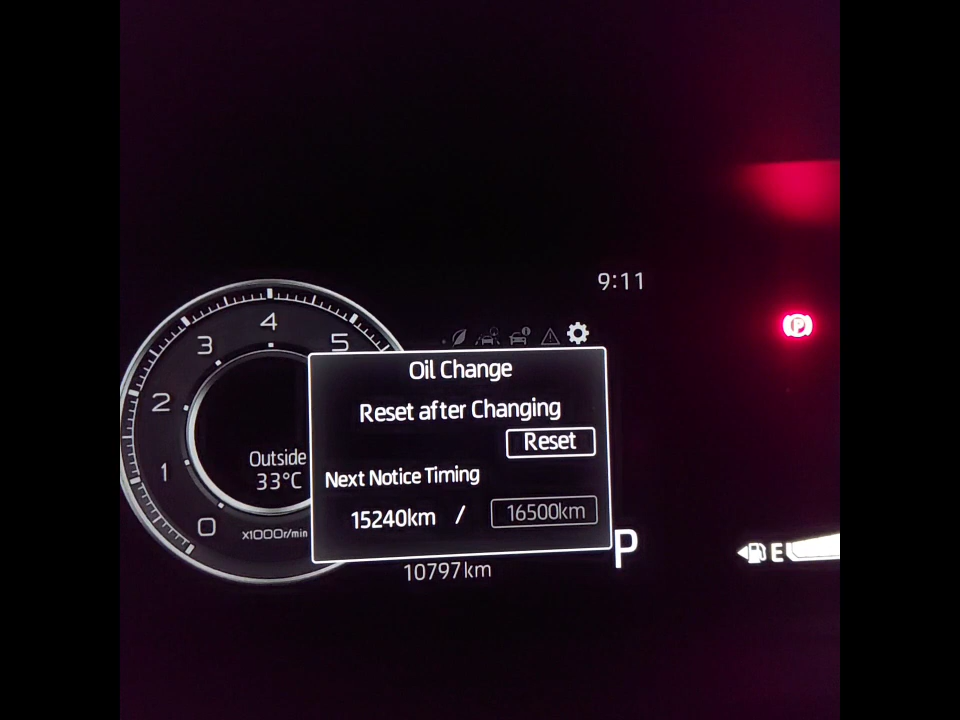 9:11
4
3
5
2
1
0
Outside
33°C
x1000r/min
Oil Change
Reset after Changing
Reset
Next Notice Timing
15240km / 16500km
10797km
P
P
E